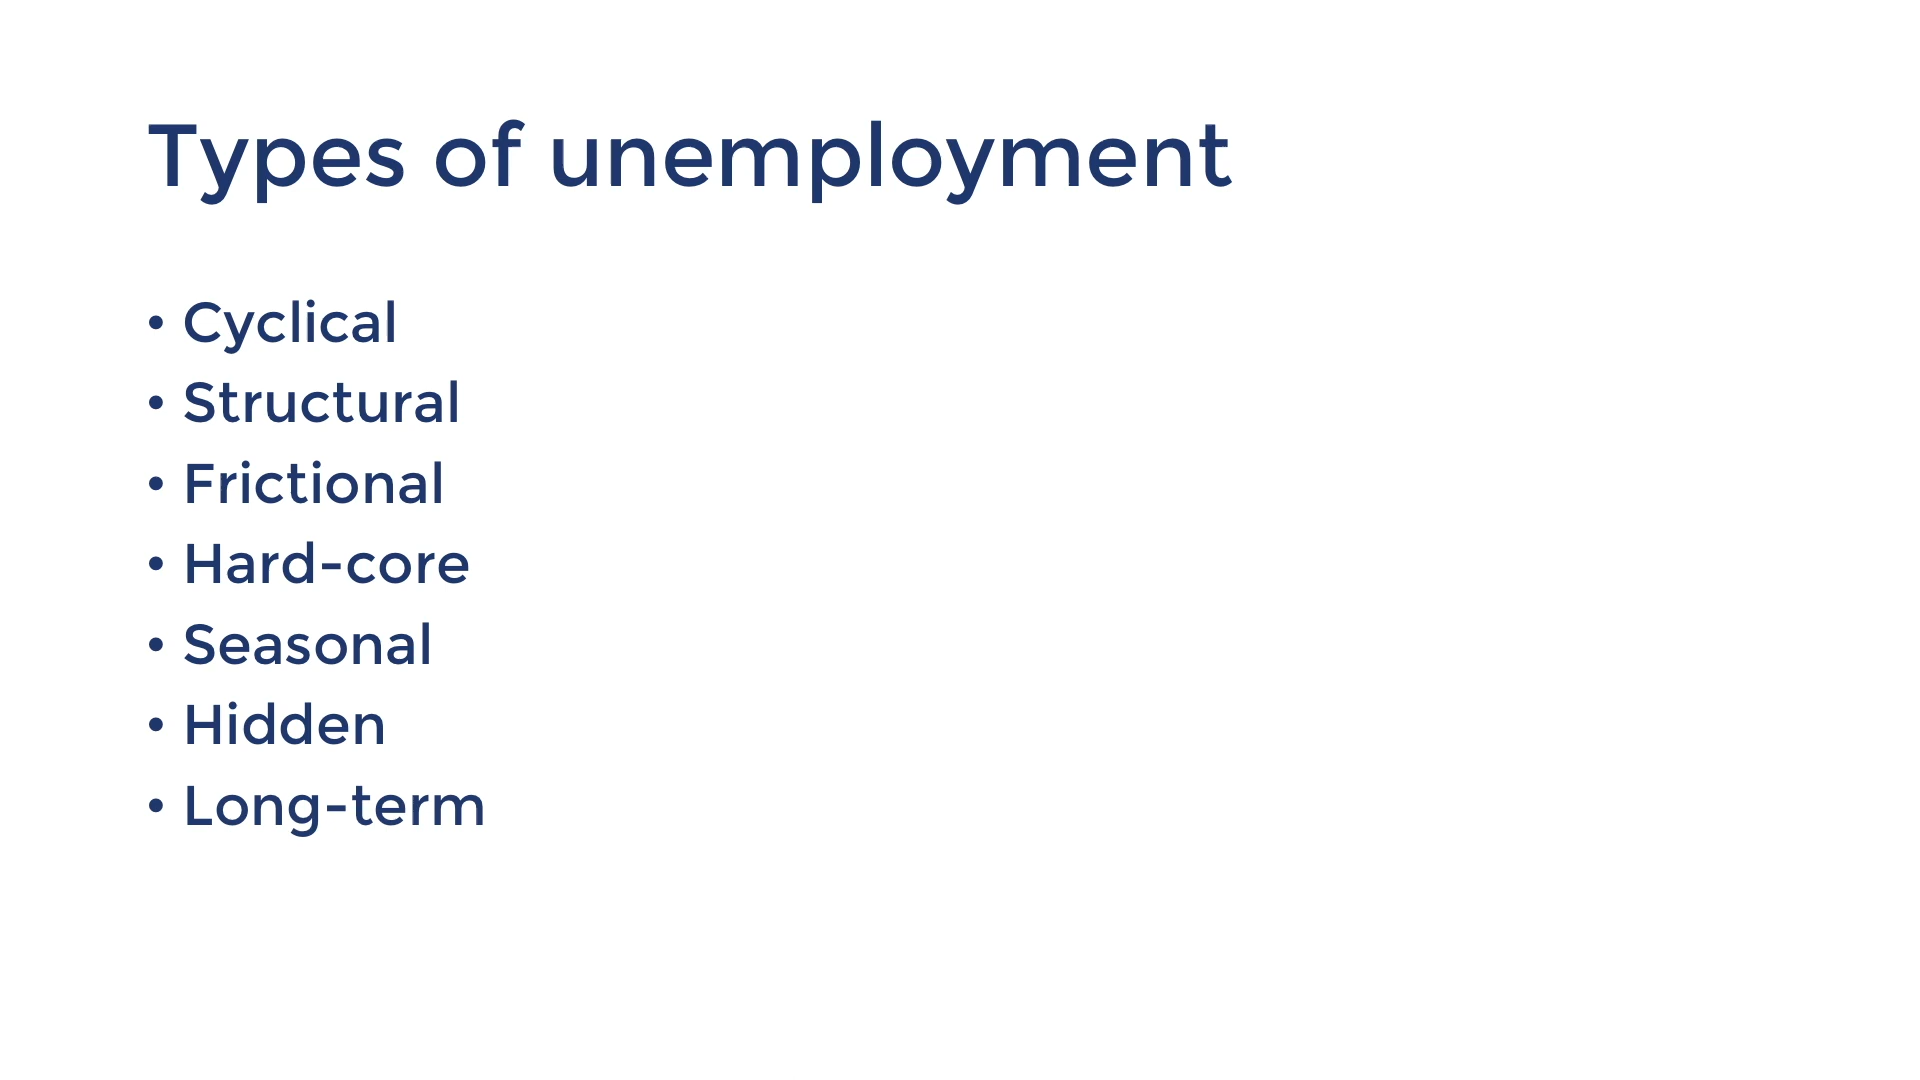 Types of unemployment
• Cyclical
• Structural
• Frictional
• Hard-core
• Seasonal
• Hidden
• Long-term